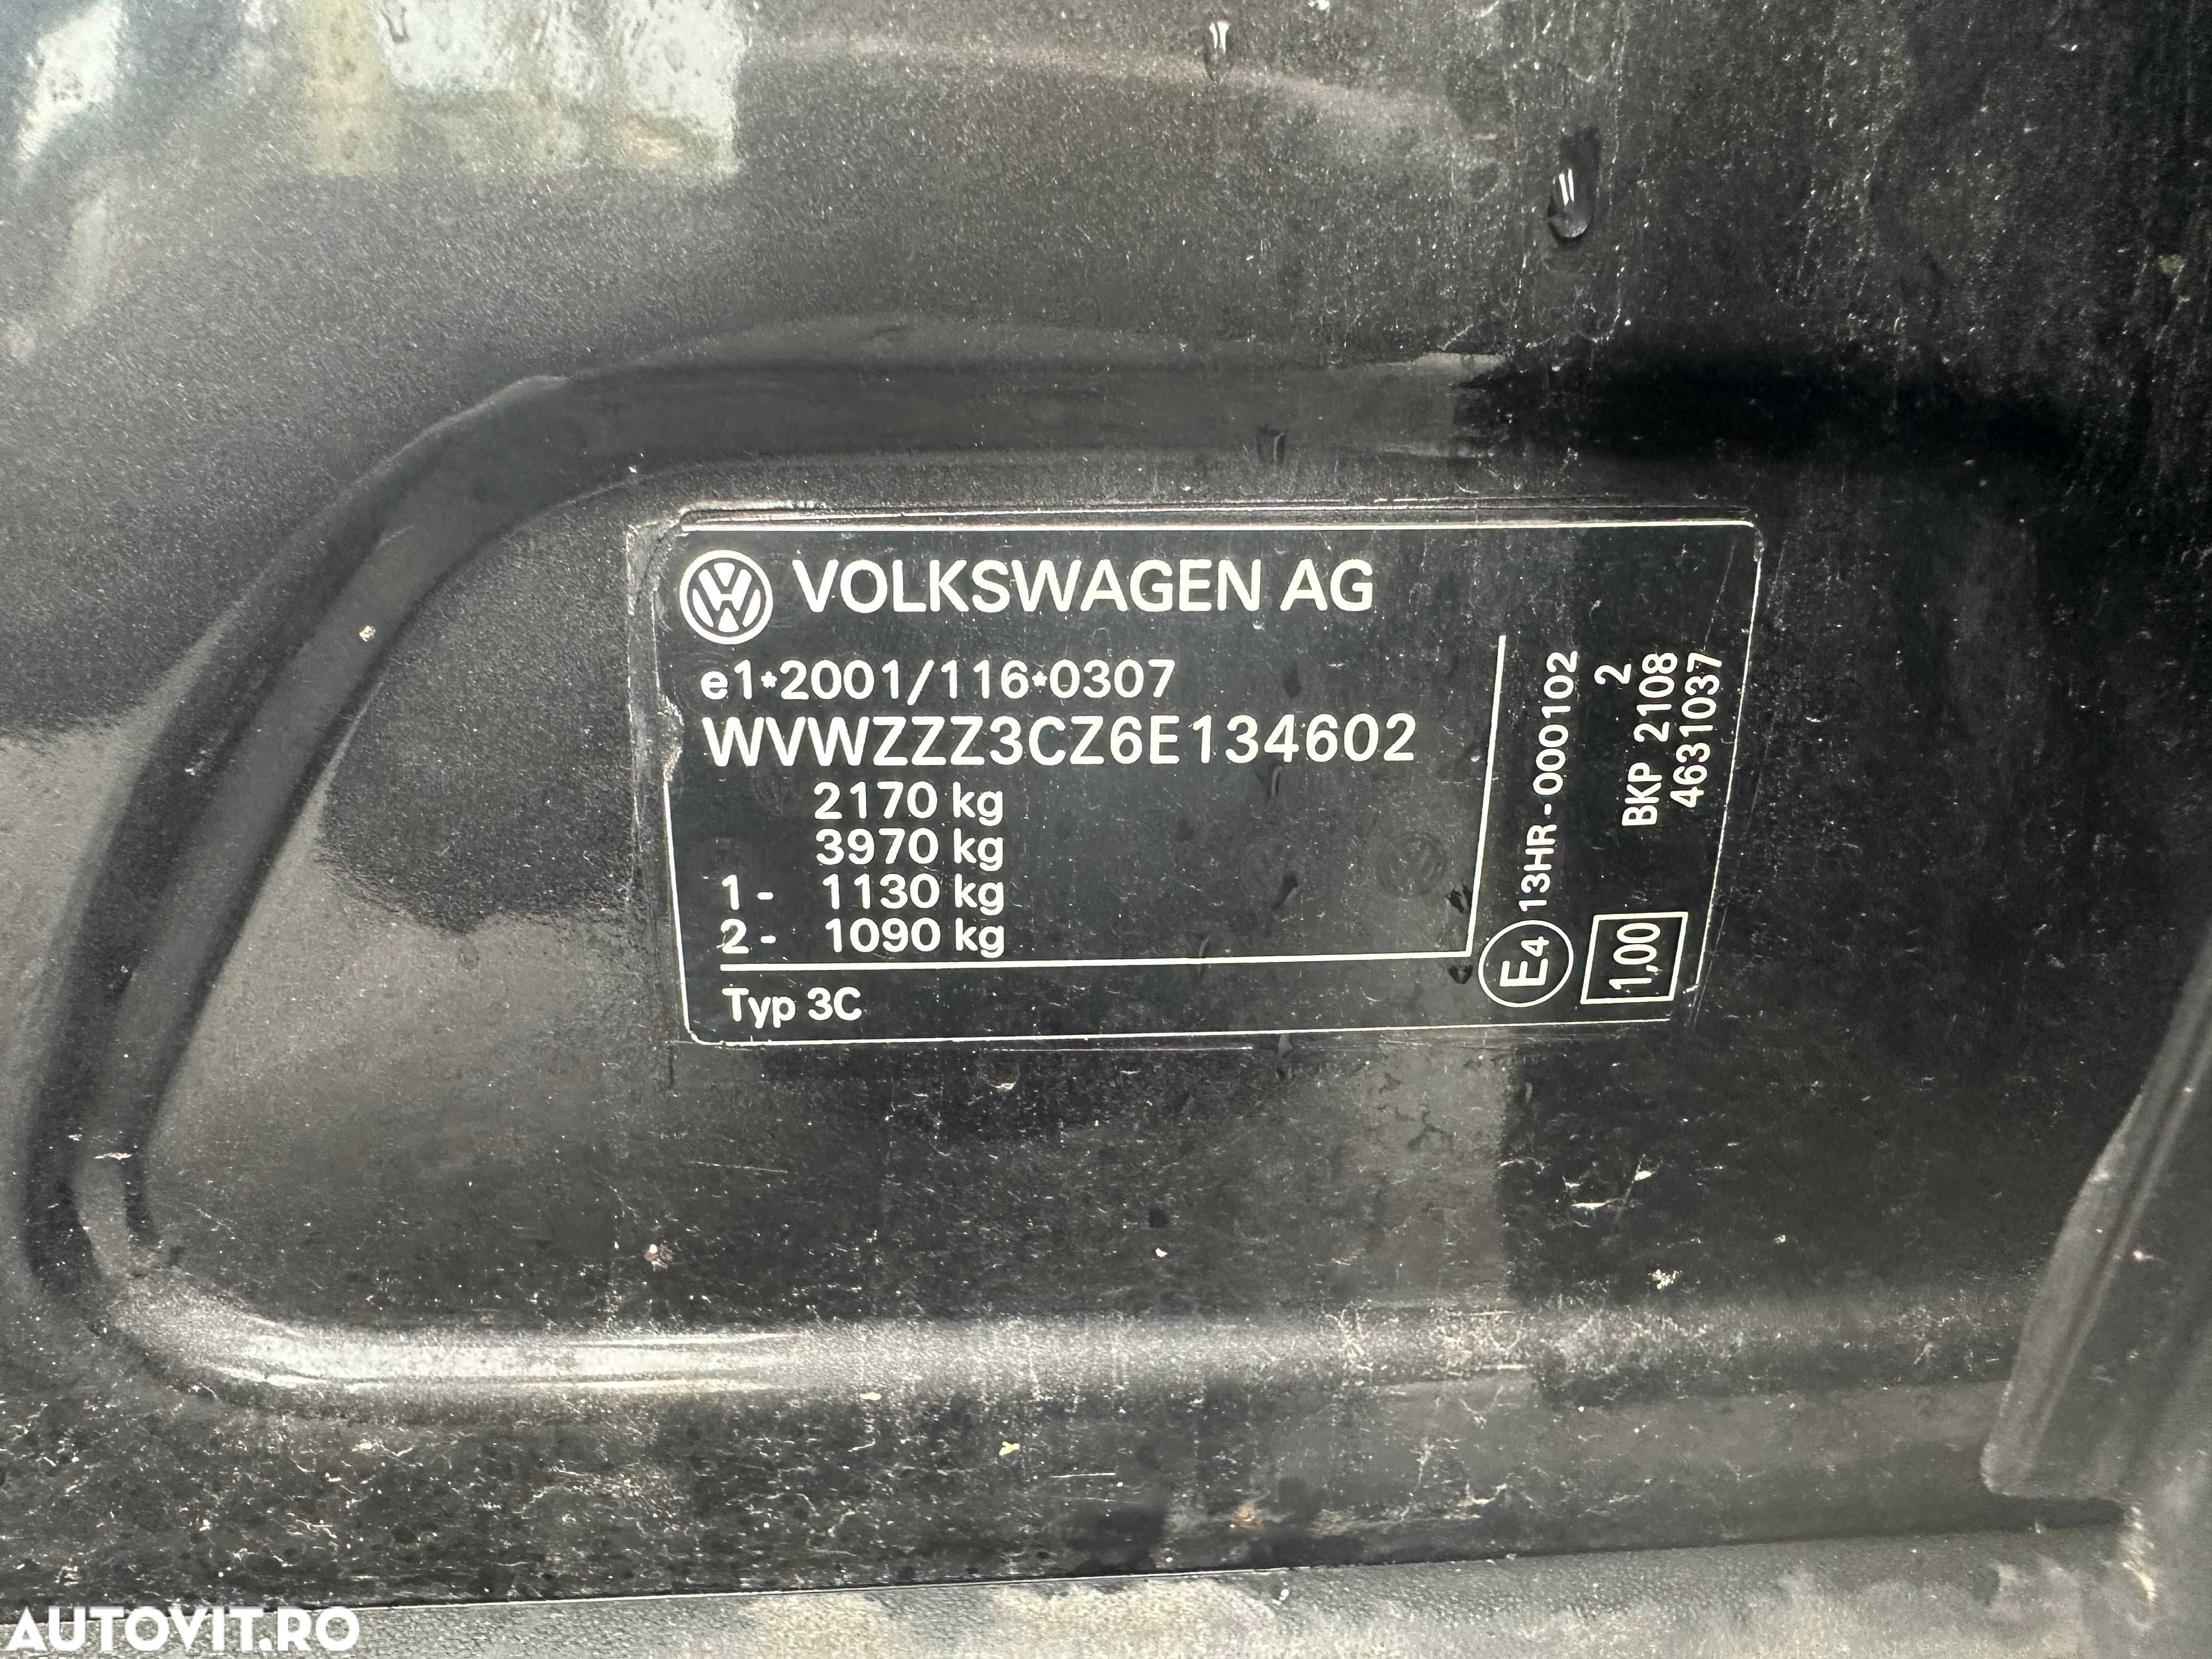 VOLKSWAGEN AG
e1*2001/116*0307
WVWZZZ3CZ6E134602
2170 kg
3970 kg
1- 1130 kg
2- 1090 kg
Typ 3C
E4 13HR-000102
2
BKP 2108
4631037
1,00
AUTOVIT.RO